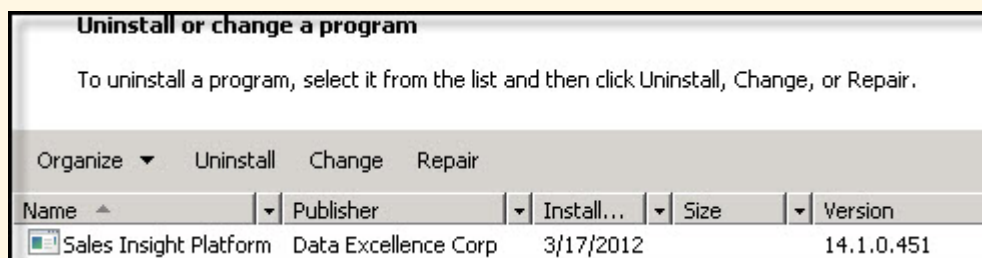 Uninstall or change a program
To uninstall a program, select it from the list and then click Uninstall, Change, or Repair.
Organize Uninstall Change Repair
Name Publisher Install... Size Version
Sales Insight Platform Data Excellence Corp 3/17/2012 14.1.0.451